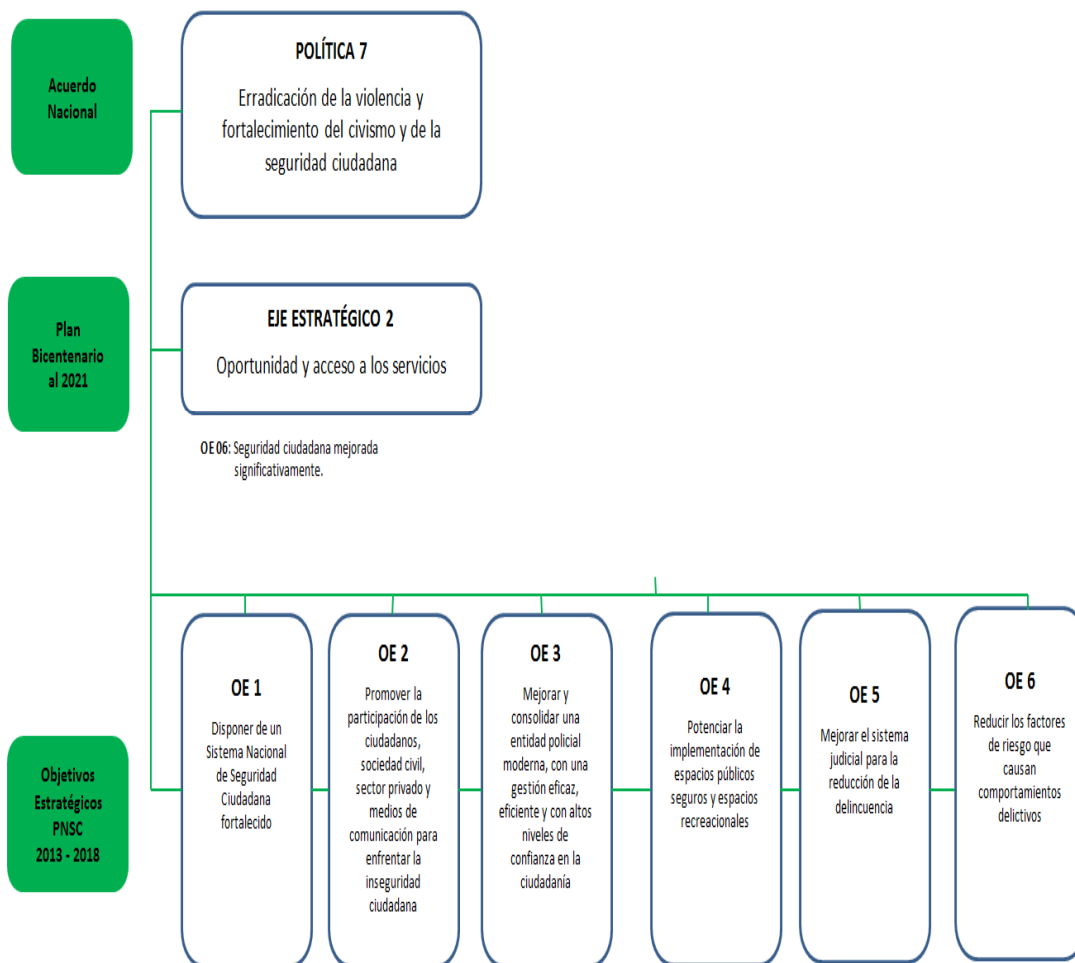 Acuerdo
Nacional
POLÍTICA 7
Erradicación de la violencia y
fortalecimiento del civismo y de la
seguridad ciudadana
Plan
Bicentenario
al 2021
EJE ESTRATÉGICO 2
Oportunidad y acceso a los servicios
OE 06: Seguridad ciudadana mejorada
significativamente.
Objetivos
Estratégicos
PNSC
2013 - 2018
OE 1
Disponer de un
Sistema Nacional
de Seguridad
Ciudadana
fortalecido
OE 2
Promover la
participación de los
ciudadanos,
sociedad civil,
sector privado y
medios de
comunicación para
enfrentar la
inseguridad
ciudadana
OE 3
Mejorar y
consolidar una
entidad policial
moderna, con una
gestión eficaz,
eficiente y con altos
niveles de
confianza en la
ciudadanía
OE 4
Potenciar la
implementación de
espacios públicos
seguros y espacios
recreacionales
OE 5
Mejorar el sistema
judicial para la
reducción de la
delincuencia
OE 6
Reducir los factores
de riesgo que
causan
comportamientos
delictivos